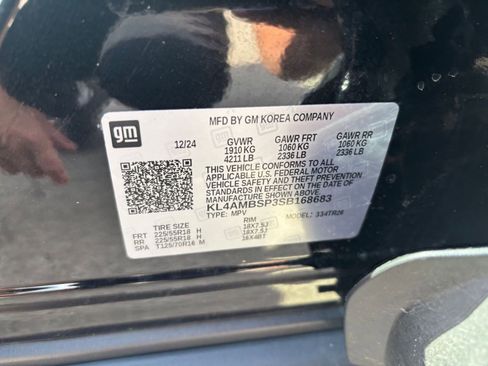 MFD BY GM KOREA COMPANY
gm
12/24 GVWR GAWR FRT GAWR RR
1910 KG 1060 KG 1060 KG
4211 LB 2336 LB 2336 LB
THIS VEHICLE CONFORMS TO ALL
APPLICABLE U.S. FEDERAL MOTOR
VEHICLE SAFETY AND THEFT
PREVENTION STANDARDS IN EFFECT
ON THE DATE OF
MANUFACTURE SHOWN ABOVE.
KL4AMBSP3SB168683
TYPE: MPV MODEL: 334TR26
TIRE SIZE RIM
FRT 225/55R18 H 18X7.5J
RR 225/55R18 H 18X7.5J
SPA T125/70R16 M 16X4BT